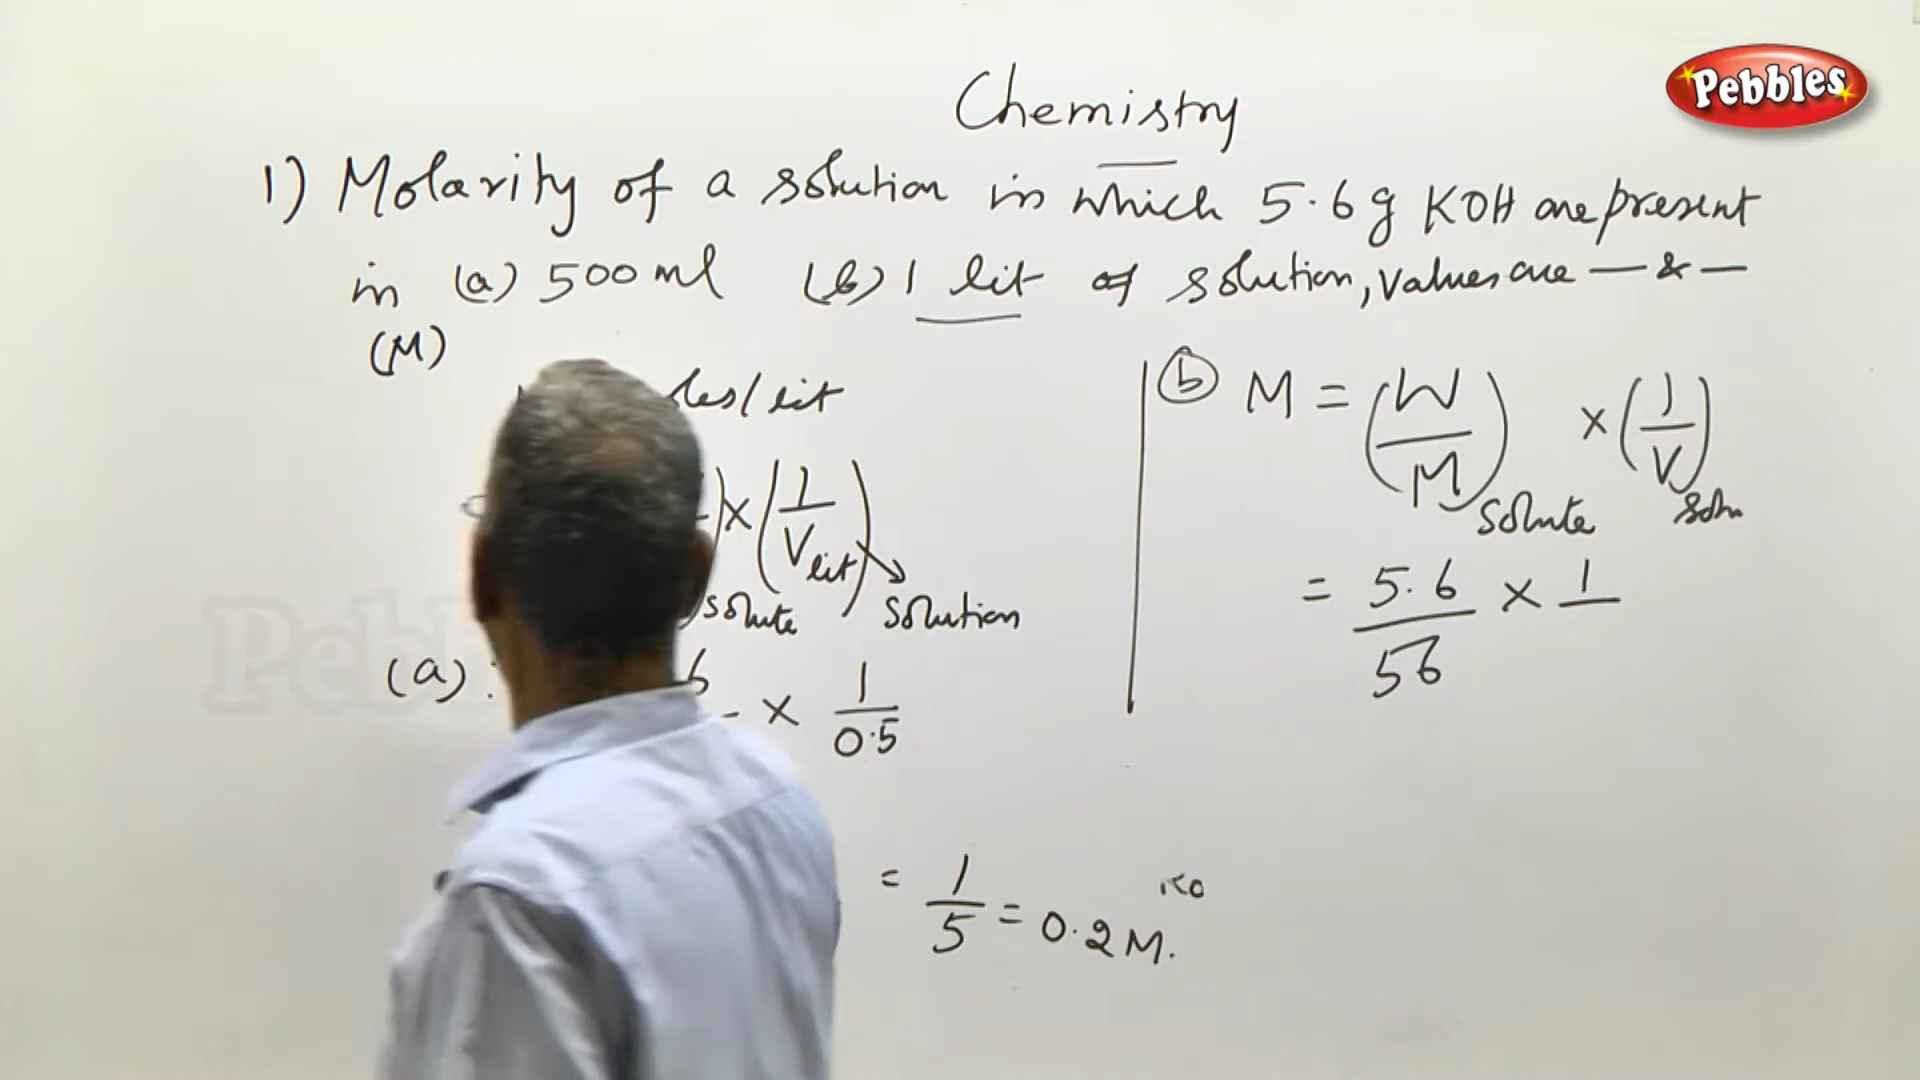 Pebbles
Chemistry
1) Molarity of a solution in which 5.6g KOH are present
in (a) 500 ml (b) 1 lit of solution, values are — & —
(M)
/ lit
× (1/V lit)
solute solution
(a)
× 1/0.5
= 1/5 = 0.2 M.
(b) M = (W/M) solute × (1/V) soln
= 5.6/56 × 1